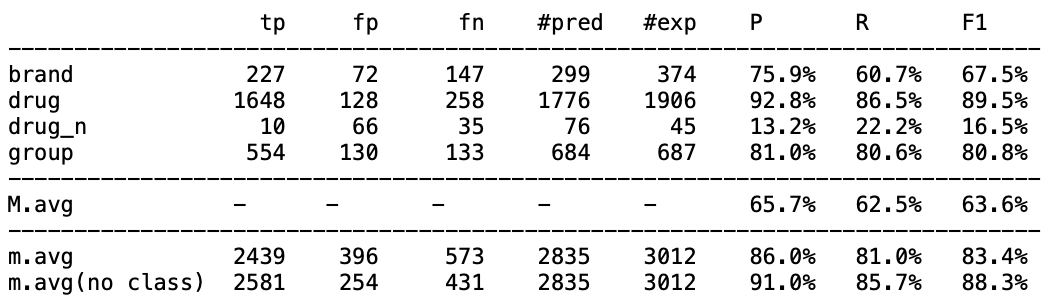 tp fp fn #pred #exp P R F1
------------------------------------------------------------------------------
brand 227 72 147 299 374 75.9% 60.7% 67.5%
drug 1648 128 258 1776 1906 92.8% 86.5% 89.5%
drug_n 10 66 35 76 45 13.2% 22.2% 16.5%
group 554 130 133 684 687 81.0% 80.6% 80.8%
------------------------------------------------------------------------------
M.avg - - - - - 65.7% 62.5% 63.6%
------------------------------------------------------------------------------
m.avg 2439 396 573 2835 3012 86.0% 81.0% 83.4%
m.avg(no class) 2581 254 431 2835 3012 91.0% 85.7% 88.3%